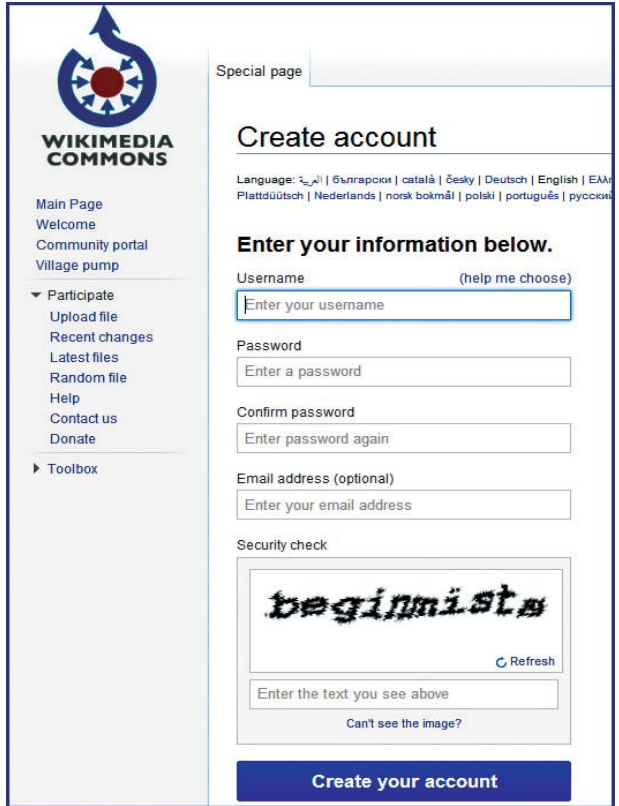 WIKIMEDIA
COMMONS
Main Page
Welcome
Community portal
Village pump
Participate
Upload file
Recent changes
Latest files
Random file
Help
Contact us
Donate
Toolbox
Special page
Create account
Language: العربية | български | català | česky | Deutsch | English |
Plattdüütsch | Nederlands | norsk bokmål | polski | português | русский
Enter your information below.
Username (help me choose)
Enter your username
Password
Enter a password
Confirm password
Enter password again
Email address (optional)
Enter your email address
Security check
Refresh
Enter the text you see above
Can't see the image?
Create your account